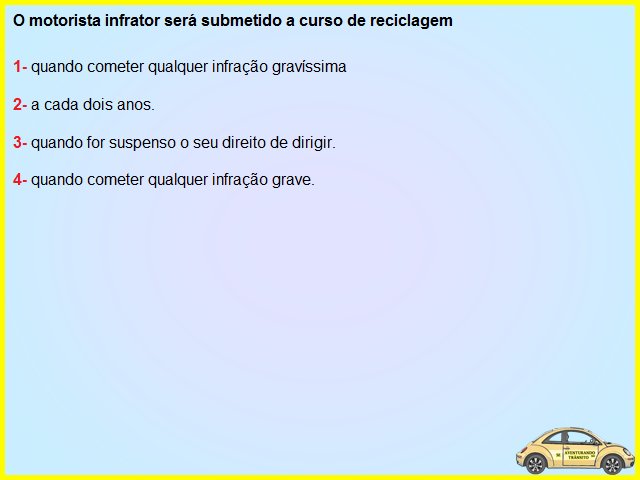 O motorista infrator será submetido a curso de reciclagem
1- quando cometer qualquer infração gravíssima
2- a cada dois anos.
3- quando for suspenso o seu direito de dirigir.
4- quando cometer qualquer infração grave.
AVENTURANDO
TRÂNSITO